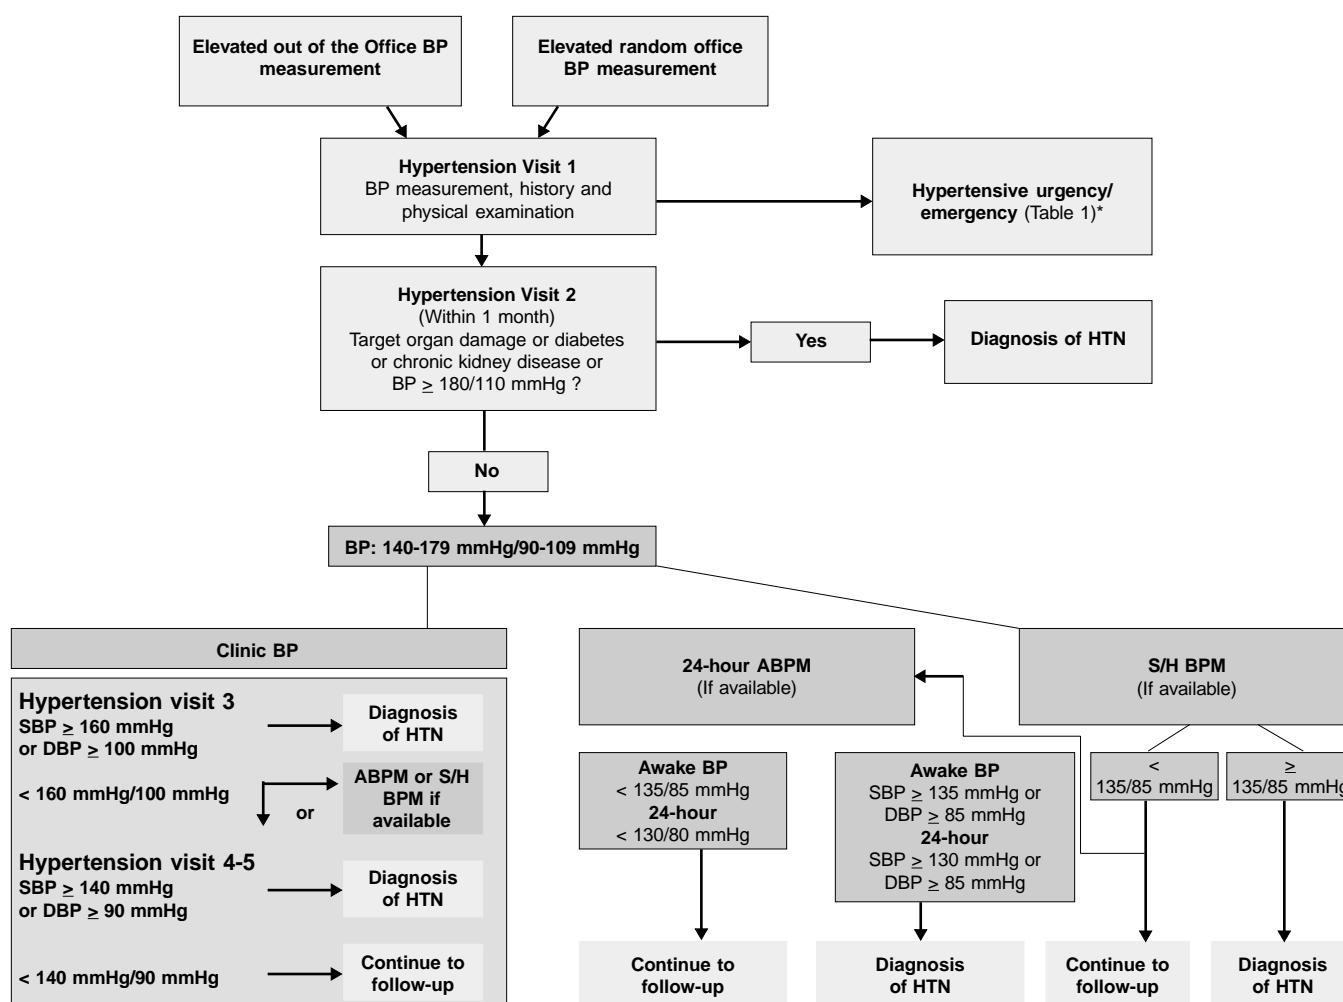 Elevated out of the Office BP
measurement
Elevated random office
BP measurement
Hypertension Visit 1
BP measurement, history and
physical examination
Hypertensive urgency/
emergency (Table 1)*
Hypertension Visit 2
(Within 1 month)
Target organ damage or diabetes
or chronic kidney disease or
BP ≥ 180/110 mmHg ?
Yes
Diagnosis of HTN
No
BP: 140-179 mmHg/90-109 mmHg
Clinic BP
Hypertension visit 3
SBP ≥ 160 mmHg
or DBP ≥ 100 mmHg
Diagnosis
of HTN
< 160 mmHg/100 mmHg
or
ABPM or S/H
BPM if
available
Hypertension visit 4-5
SBP ≥ 140 mmHg
or DBP ≥ 90 mmHg
Diagnosis
of HTN
< 140 mmHg/90 mmHg
Continue to
follow-up
24-hour ABPM
(If available)
Awake BP
< 135/85 mmHg
24-hour
< 130/80 mmHg
Continue to
follow-up
Awake BP
SBP ≥ 135 mmHg or
DBP ≥ 85 mmHg
24-hour
SBP ≥ 130 mmHg or
DBP ≥ 85 mmHg
Diagnosis
of HTN
S/H BPM
(If available)
<
135/85 mmHg
Continue to
follow-up
≥
135/85 mmHg
Diagnosis
of HTN